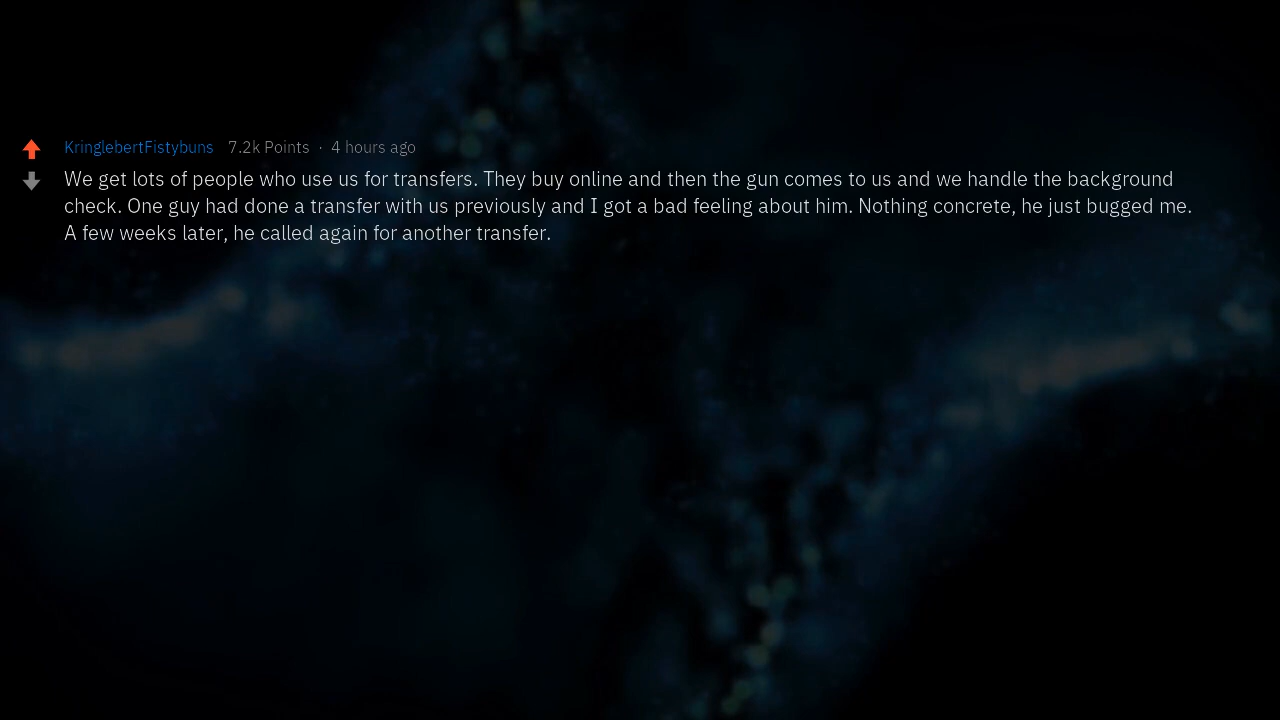 KringlebertFistybuns 7.2k Points · 4 hours ago
We get lots of people who use us for transfers. They buy online and then the gun comes to us and we handle the background
check. One guy had done a transfer with us previously and I got a bad feeling about him. Nothing concrete, he just bugged me.
A few weeks later, he called again for another transfer.